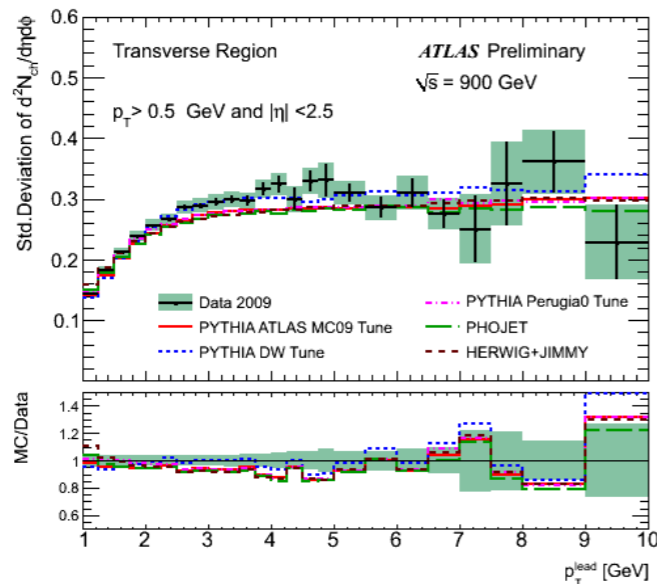 Transverse Region
ATLAS Preliminary
√s = 900 GeV
p_T > 0.5 GeV and |η| <2.5
Std.Deviation of d²N_ch/dηdϕ
0.6
0.5
0.4
0.3
0.2
0.1
Data 2009
PYTHIA ATLAS MC09 Tune
PYTHIA DW Tune
PYTHIA Perugia0 Tune
PHOJET
HERWIG+JIMMY
MC/Data
1.4
1.2
1.0
0.8
0.6
1 2 3 4 5 6 7 8 9 10
p_T^lead [GeV]